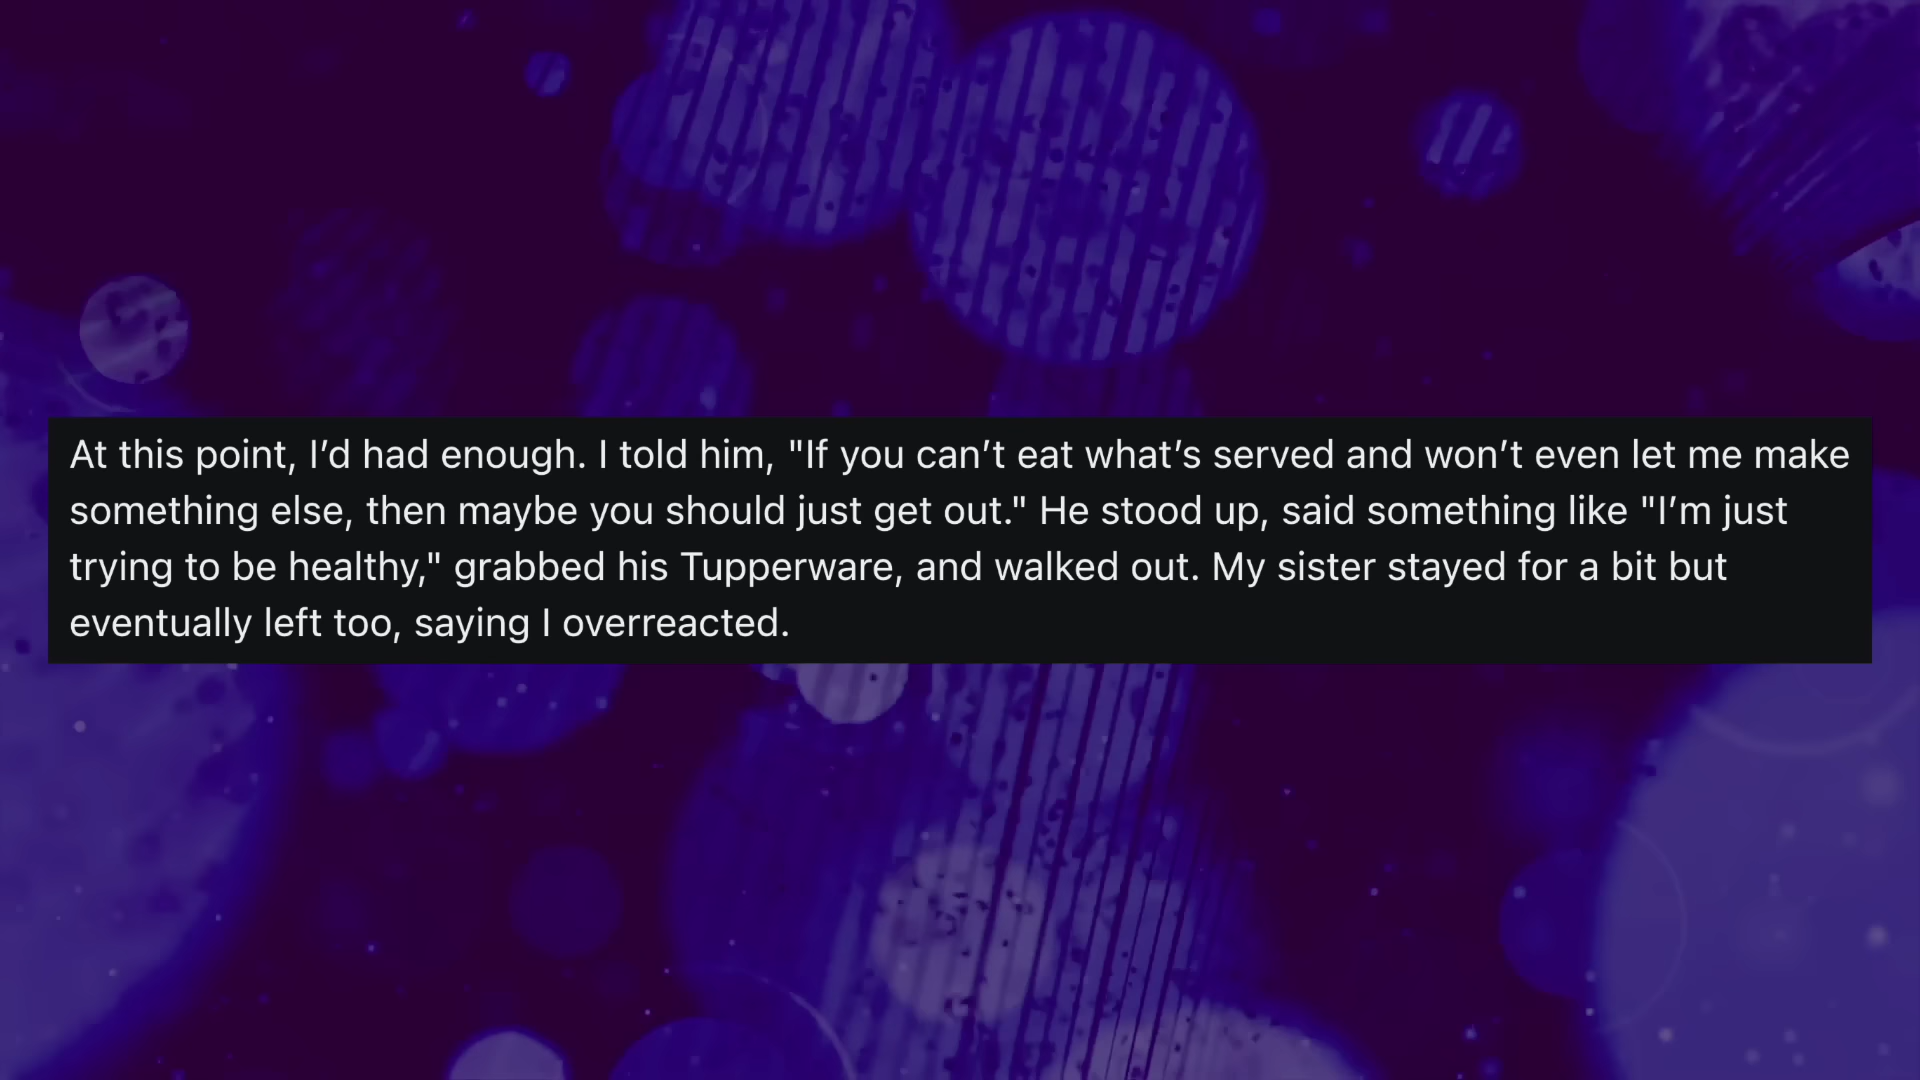 At this point, I’d had enough. I told him, "If you can’t eat what’s served and won’t even let me make
something else, then maybe you should just get out." He stood up, said something like "I’m just
trying to be healthy," grabbed his Tupperware, and walked out. My sister stayed for a bit but
eventually left too, saying I overreacted.